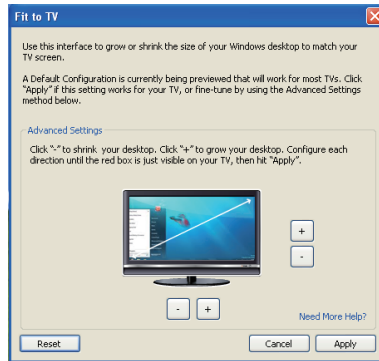 Fit to TV
Use this interface to grow or shrink the size of your Windows desktop to match your
TV screen.
A Default Configuration is currently being previewed that will work for most TVs. Click
"Apply" if this setting works for your TV, or fine-tune by using the Advanced Settings
method below.
Advanced Settings
Click "-" to shrink your desktop. Click "+" to grow your desktop. Configure each
direction until the red box is just visible on your TV, then hit "Apply".
+
-
- +
Need More Help?
Reset Cancel Apply